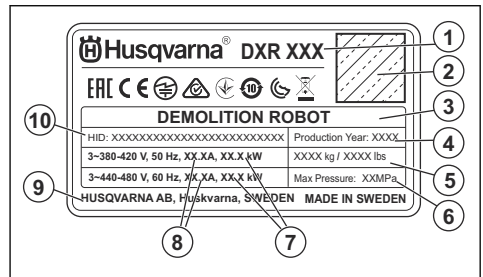 Husqvarna® DXR XXX
EAC CE 10
DEMOLITION ROBOT
HID: XXXXXXXXXXXXXXXXXXXXXXXXXX Production Year: XXXX
3~380-420 V, 50 Hz, XX.XA, XX.X kW XXXX kg / XXXX lbs
3~440-480 V, 60 Hz, XX.XA, XX.X kW Max Pressure: XXMPa
HUSQVARNA AB, Huskvarna, SWEDEN MADE IN SWEDEN
1
2
3
4
5
6
7
8
9
10